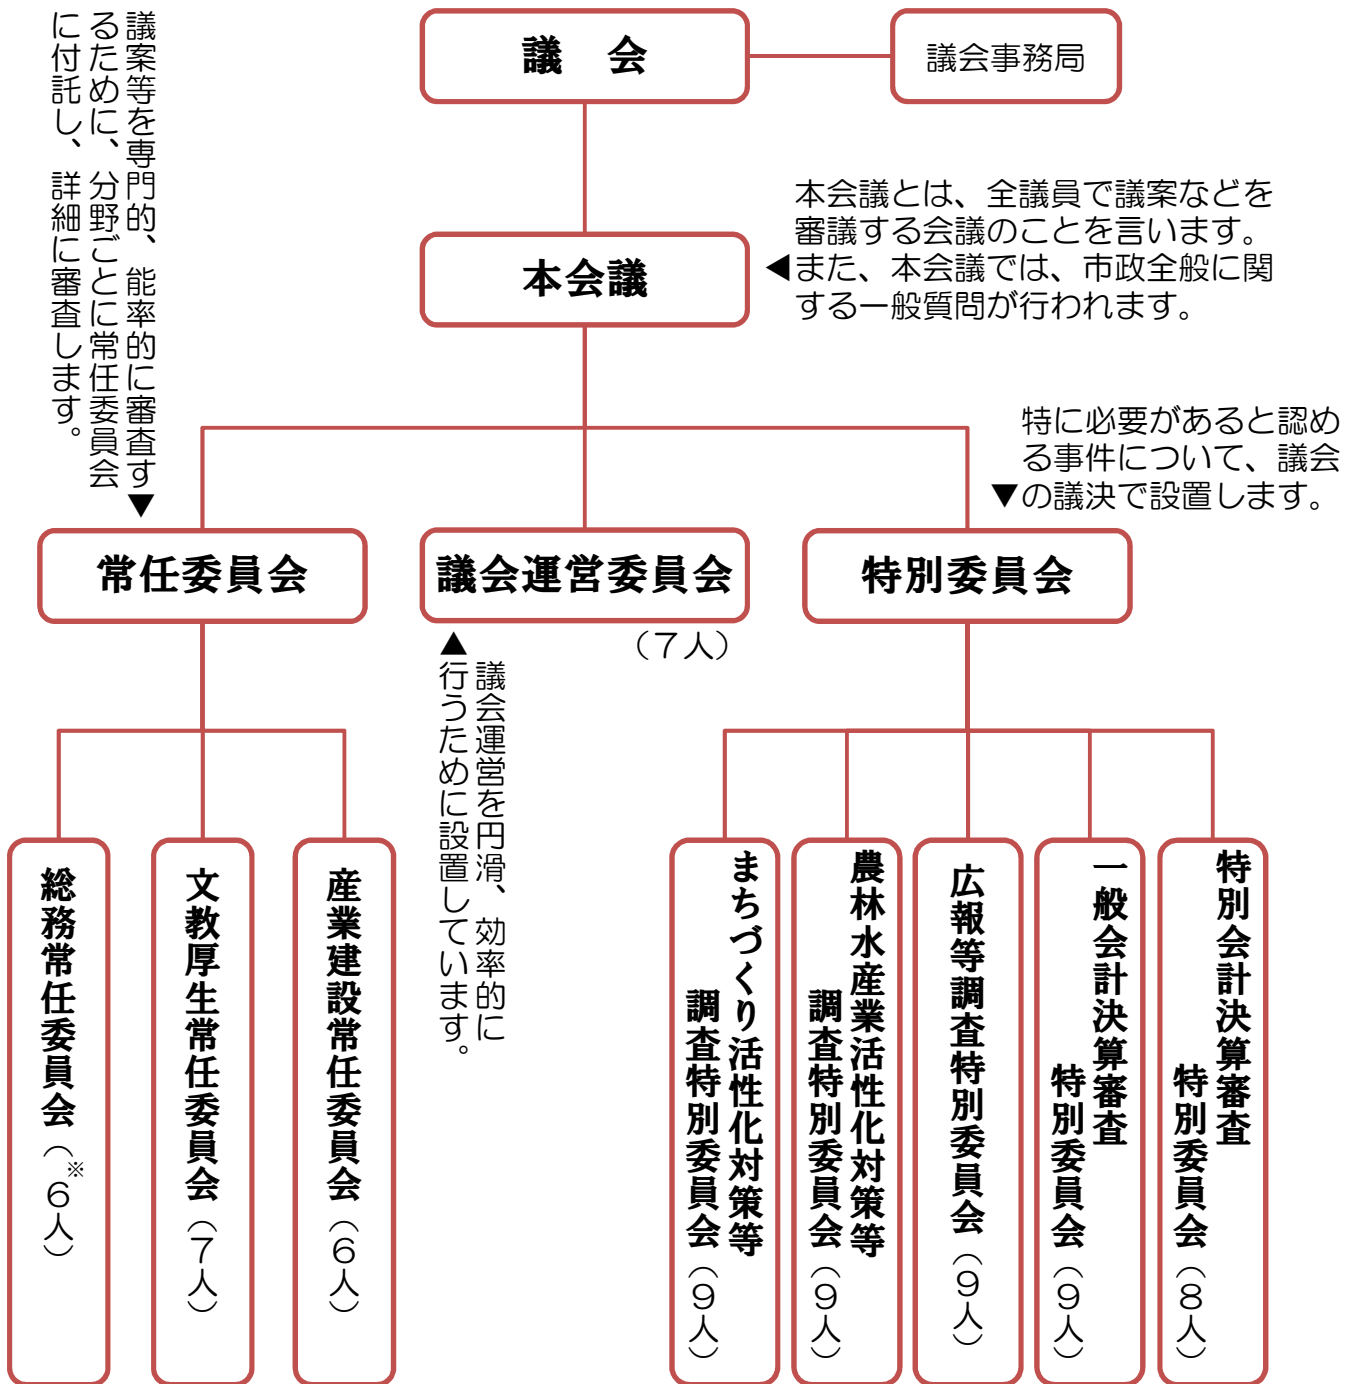 議案等を専門的、能率的に審査す
るために、分野ごとに常任委員会
に付託し、詳細に審査します。
▼
議　会
議会事務局
本会議
本会議とは、全議員で議案などを
審議する会議のことを言います。
◀また、本会議では、市政全般に関
する一般質問が行われます。
特に必要があると認め
る事件について、議会
▼の議決で設置します。
常任委員会
議会運営委員会
（７人）
▲
議会運営を円滑、効率的に
行うために設置しています。
特別委員会
総務常任委員会（※６人）
文教厚生常任委員会（７人）
産業建設常任委員会（６人）
まちづくり活性化対策等
調査特別委員会（９人）
農林水産業活性化対策等
調査特別委員会（９人）
広報等調査特別委員会（９人）
一般会計決算審査
特別委員会（９人）
特別会計決算審査
特別委員会（８人）